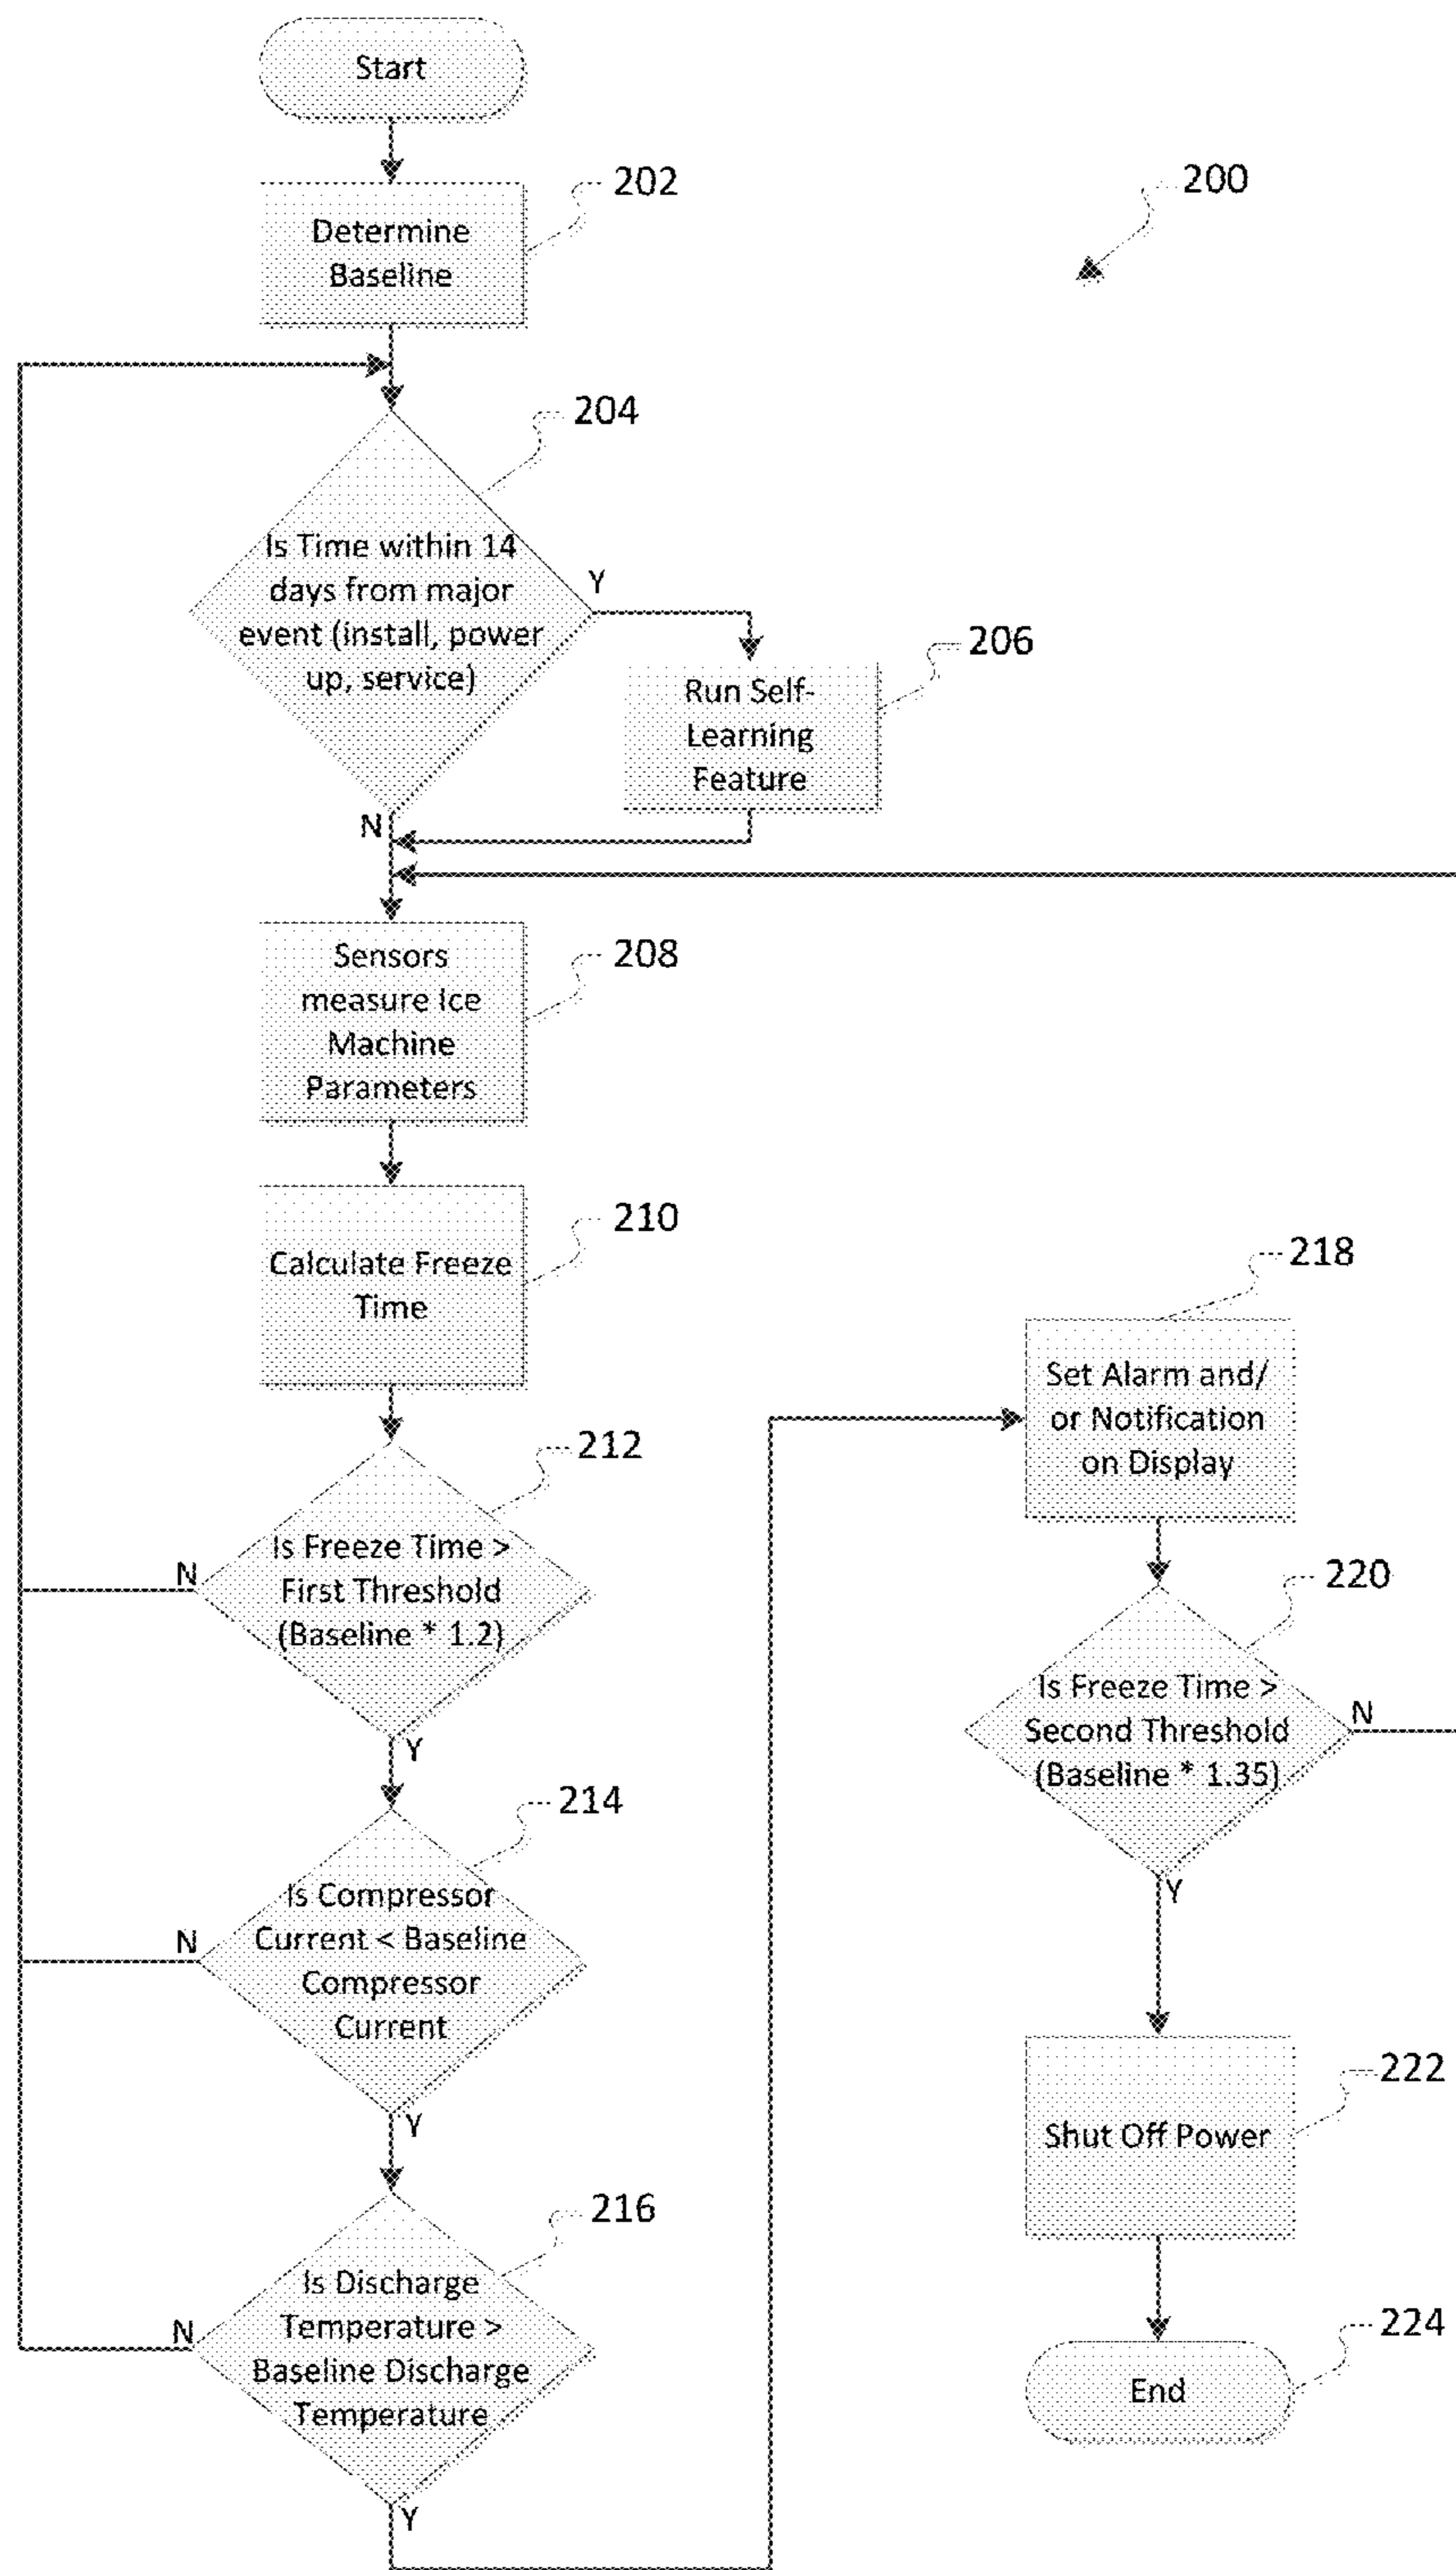 Start
202
200
Determine
Baseline
204
Is Time within 14
days from major
event (install, power
up, service)
Y
206
Run Self-
Learning
Feature
N
Sensors
measure Ice
Machine
Parameters
208
210
Calculate Freeze
Time
212
Is Freeze Time >
First Threshold
(Baseline * 1.2)
N
Y
214
Is Compressor
Current < Baseline
Compressor
Current
N
Y
216
Is Discharge
Temperature >
Baseline Discharge
Temperature
N
Y
218
Set Alarm and/
or Notification
on Display
220
Is Freeze Time >
Second Threshold
(Baseline * 1.35)
N
Y
222
Shut Off Power
224
End